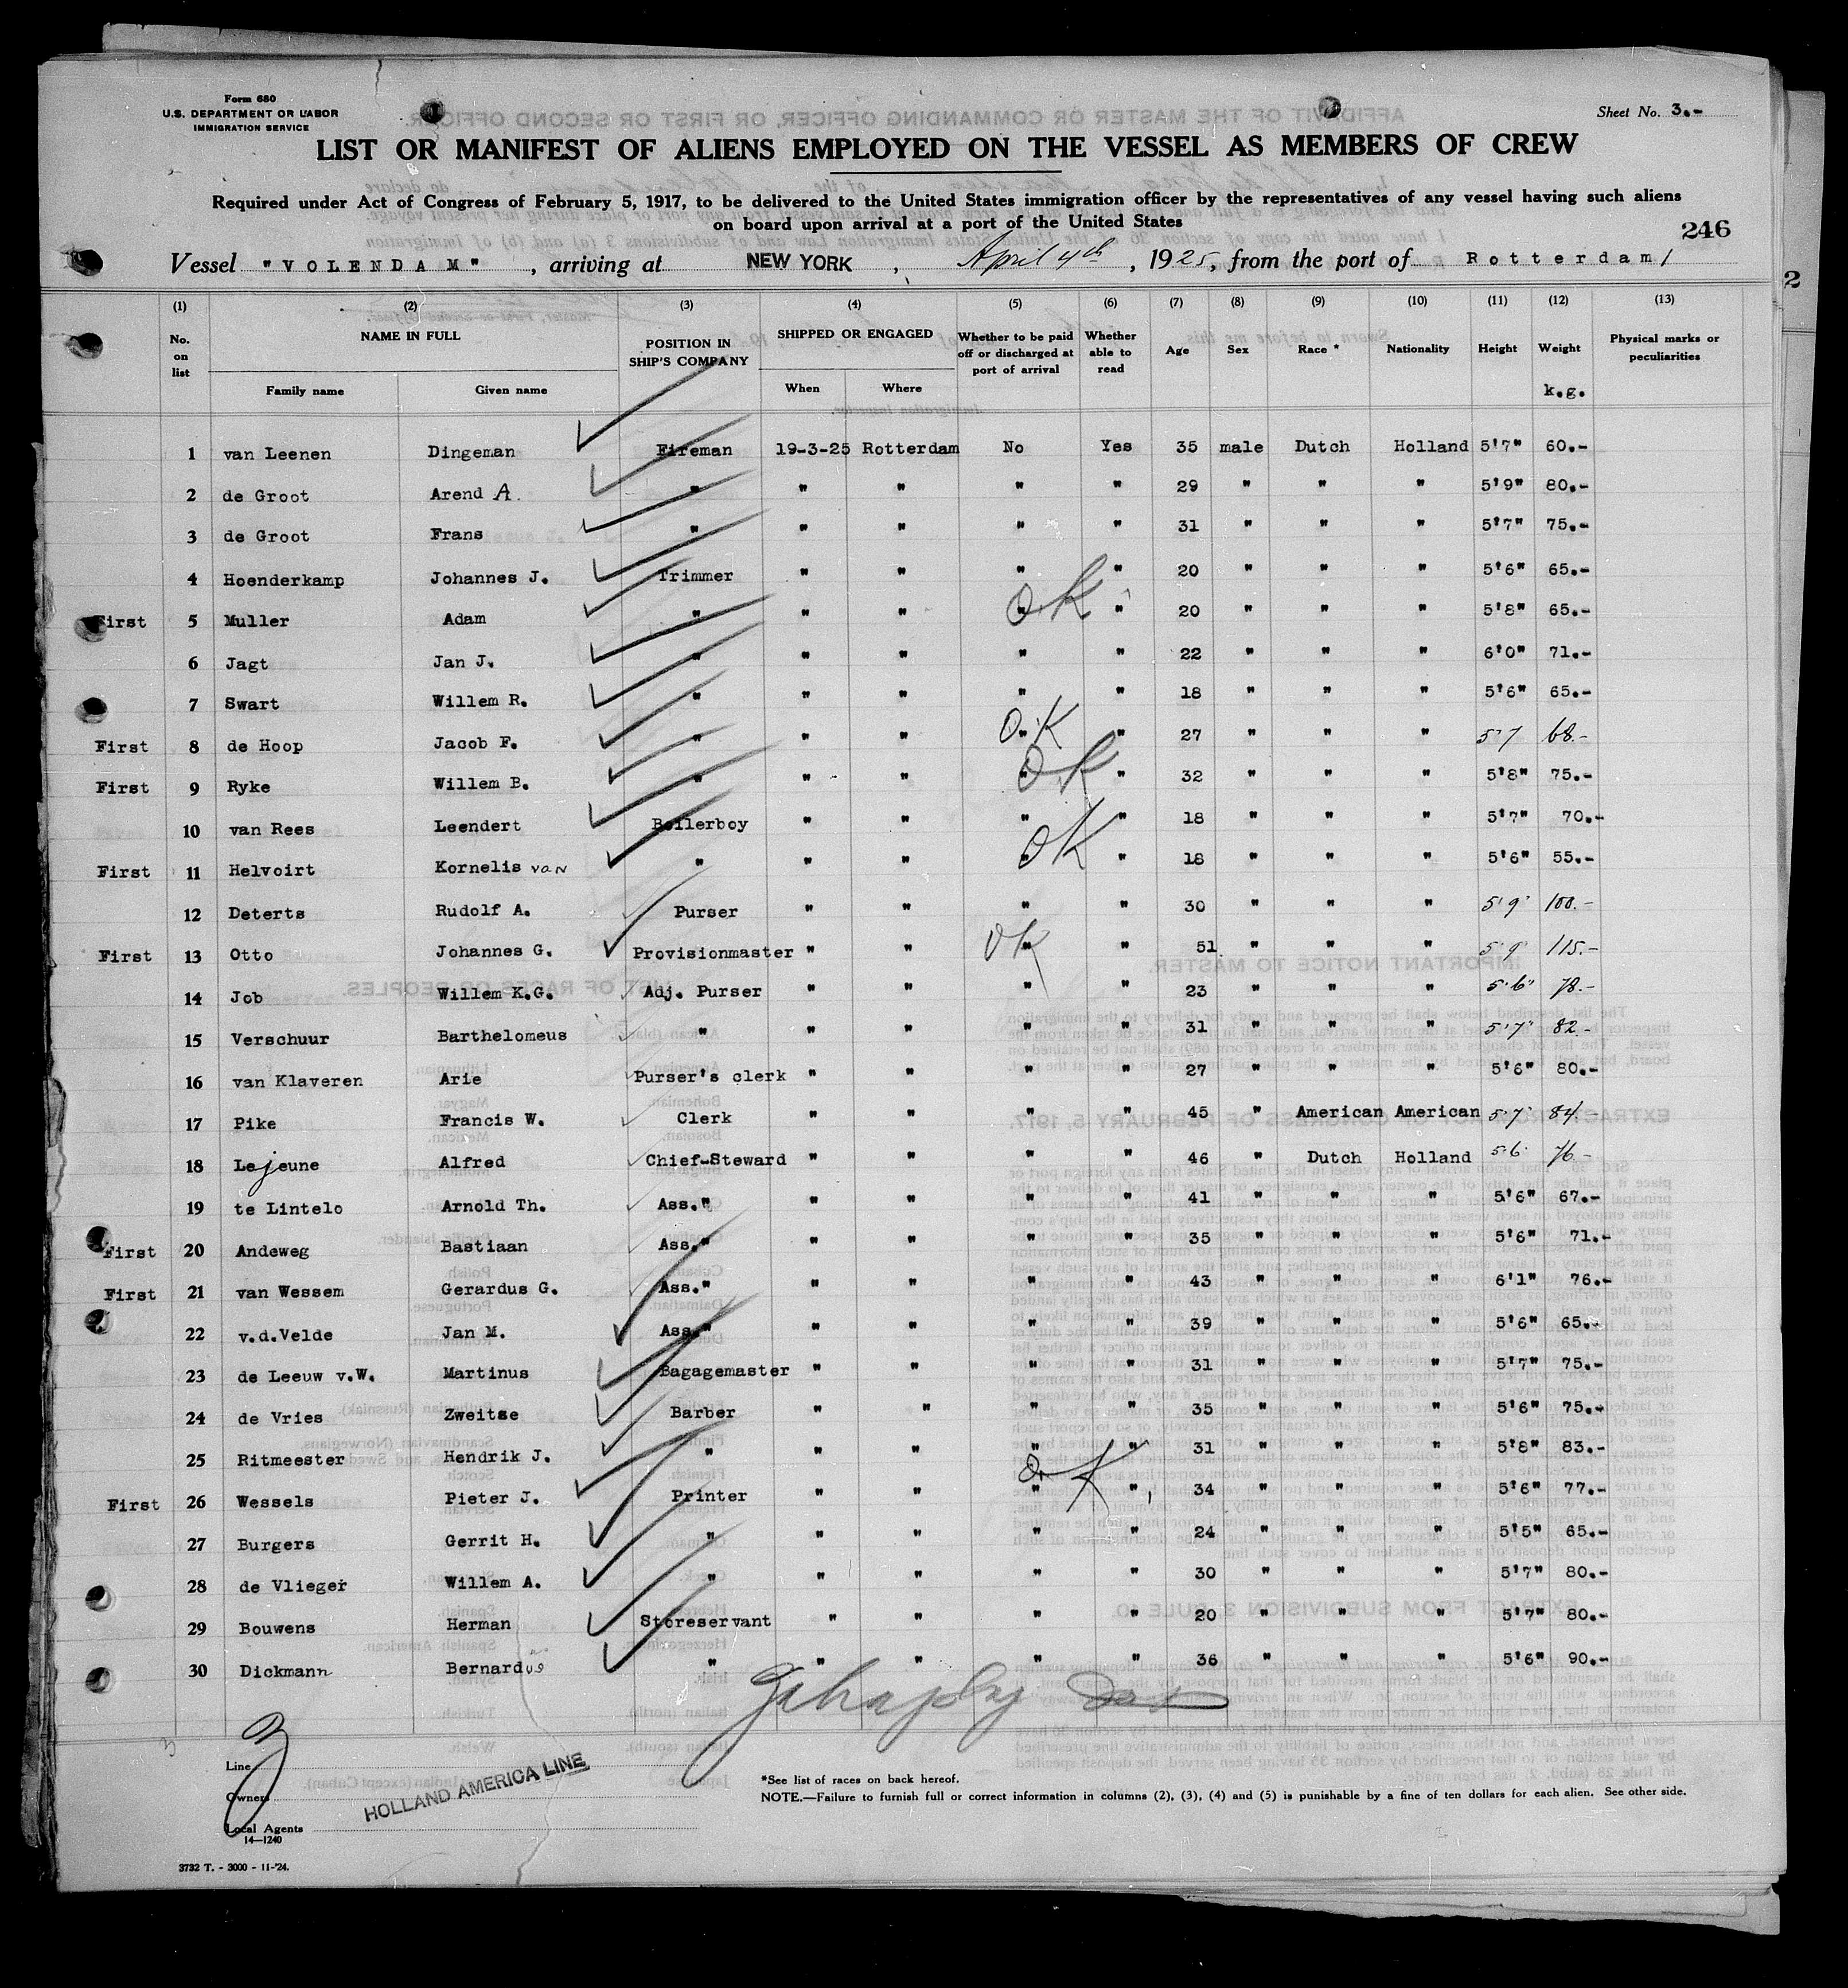 Form 680
U.S. DEPARTMENT OF LABOR
IMMIGRATION SERVICE
Sheet No. 3.-
LIST OR MANIFEST OF ALIENS EMPLOYED ON THE VESSEL AS MEMBERS OF CREW
Required under Act of Congress of February 5, 1917, to be delivered to the United States immigration officer by the representatives of any vessel having such aliens
on board upon arrival at a port of the United States
246
Vessel "VOLENDAM", arriving at NEW YORK, April 4th, 1925, from the port of Rotterdam/
2
(1) (2) (3) (4) (5) (6) (7) (8) (9) (10) (11) (12) (13)
No. on list NAME IN FULL Family name Given name POSITION IN SHIP'S COMPANY SHIPPED OR ENGAGED When Where Whether to be paid off or discharged at port of arrival Whether able to read Age Sex Race * Nationality Height Weight k.g. Physical marks or peculiarities
1 van Leenen Dingeman Fireman 19-3-25 Rotterdam No Yes 35 male Dutch Holland 5'7" 60.-
2 de Groot Arend A. " " " " " 29 " " " 5'9" 80.-
3 de Groot Frans " " " " " 31 " " " 5'7" 75.-
4 Hoenderkamp Johannes J. Trimmer " " " " 20 " " " 5'6" 65.-
First 5 Muller Adam " " " " OK " 20 " " " 5'8" 65.-
6 Jagt Jan J. " " " " " 22 " " " 6'0" 71.-
7 Swart Willem R. " " " " " 18 " " " 5'6" 65.-
First 8 de Hoop Jacob F. " " " " OK " 27 " " " 5'7 68.-
First 9 Ryke Willem B. " " " " OK " 32 " " " 5'8" 75.-
10 van Rees Leendert Boilerboy " " " " 18 " " " 5'7" 70.-
First 11 Helvoirt Kornelis van " " " " OK " 18 " " " 5'6" 55.-
12 Deterts Rudolf A. Purser " " " " 30 " " " 5'9" 100.-
First 13 Otto Johannes G. Provisionmaster " " " OK " 51 " " " 5'9" 115.-
14 Job Willem K.G. Adj. Purser " " " " 23 " " " 5'6" 78.-
15 Verschuur Barthelomeus " " " " " 31 " " " 5'7" 82.-
16 van Klaveren Arie Purser's clerk " " " " 27 " " " 5'6" 80.-
17 Pike Francis W. Clerk " " " " 45 " American American 5'7" 84.-
18 Lejeune Alfred Chief-Steward " " " " 46 " Dutch Holland 5'6" 76.-
19 te Lintelo Arnold Th. Ass." " " " " 41 " " " 5'6" 67.-
First 20 Andeweg Bastiaan Ass." " " " " 35 " " " 5'6" 71.-
First 21 van Wessem Gerardus G. Ass." " " " " 43 " " " 6'1" 76.-
22 v.d.Velde Jan M. Ass." " " " " 39 " " " 5'6" 65.-
23 de Leeuw v.W. Martinus Bagagemaster " " " " 31 " " " 5'7" 75.-
24 de Vries Zweitse Barber " " " " 35 " " " 5'6" 75.-
25 Ritmeester Hendrik J. " " " " " 31 " " " 5'8" 83.-
First 26 Wessels Pieter J. Printer " " " OK " 34 " " " 5'6" 77.-
27 Burgers Gerrit H. " " " " " 24 " " " 5'5" 65.-
28 de Vlieger Willem A. " " " " " 30 " " " 5'7" 80.-
29 Bouwens Herman Storeservant " " " " 20 " " " 5'7" 80.-
30 Dickmann Bernardus " " " " " 36 " " " 5'6" 90.-
Line
Owners
Local Agents
HOLLAND AMERICA LINE
14—1240
*See list of races on back hereof.
NOTE.—Failure to furnish full or correct information in columns (2), (3), (4) and (5) is punishable by a fine of ten dollars for each alien. See other side.
3732 T. - 3000 - 11-'24.